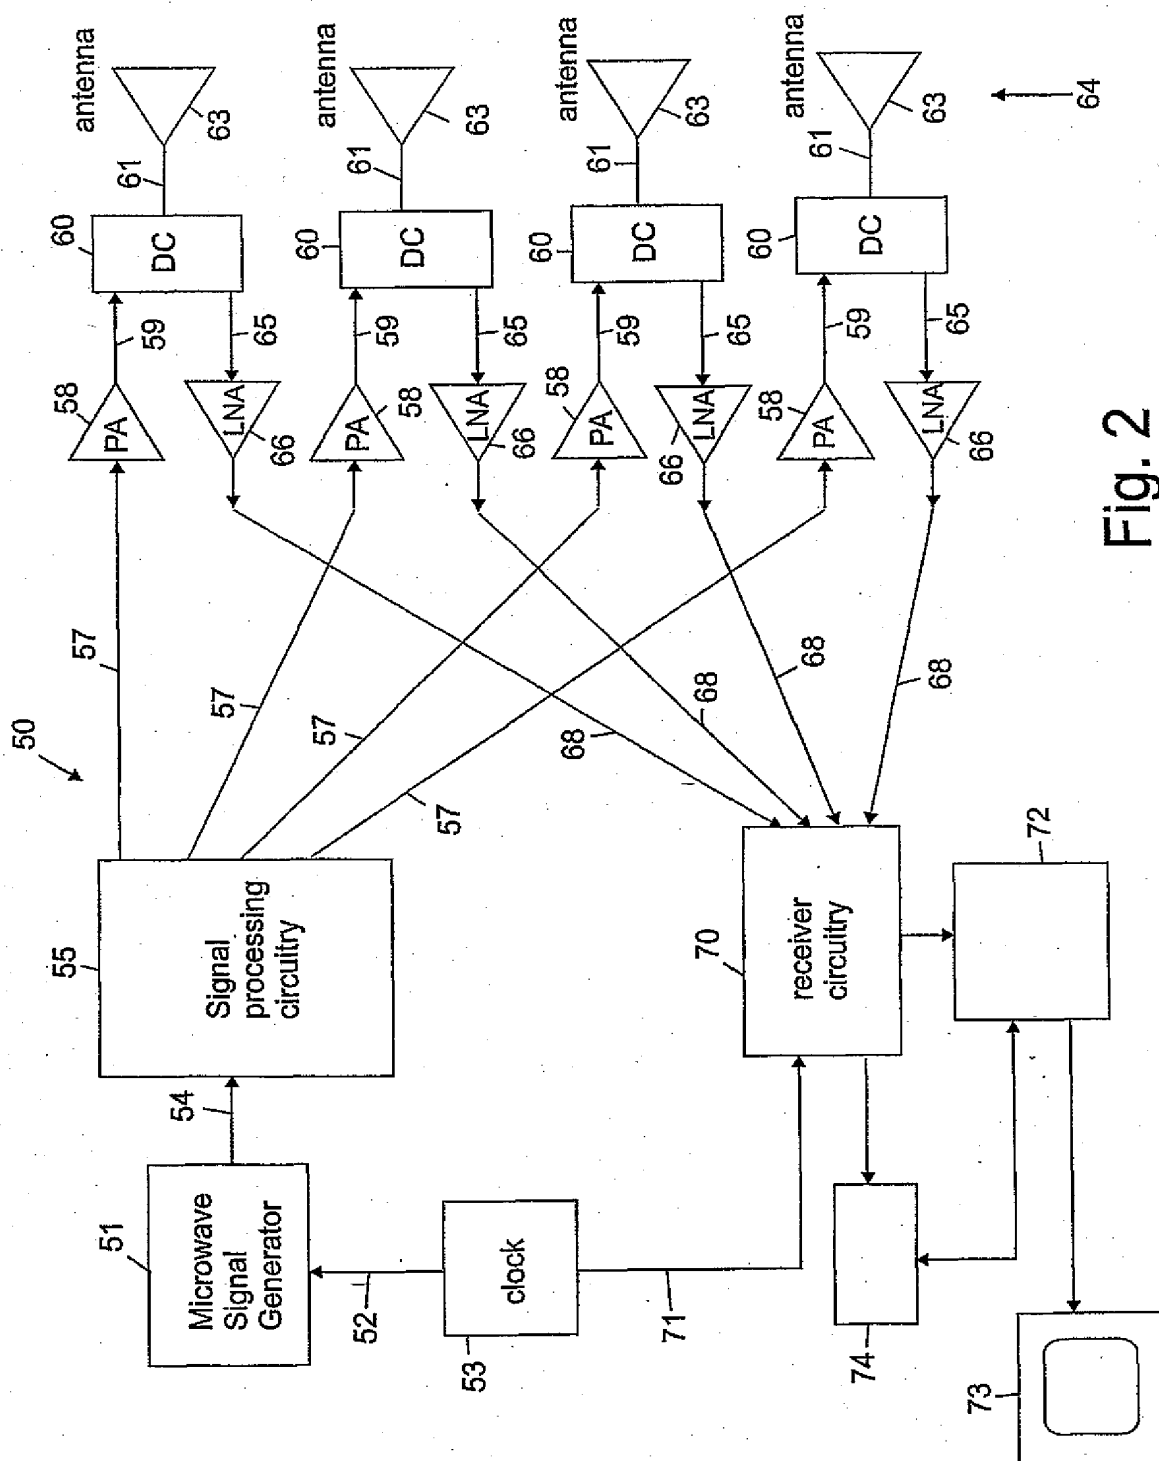 50
51
Microwave
Signal
Generator
52
53
clock
54
55
Signal
processing
circuitry
57
57
57
57
58
PA
59
60
DC
61
antenna
63
65
LNA
66
58
PA
59
60
DC
61
antenna
63
65
LNA
66
58
PA
59
60
DC
61
antenna
63
65
LNA
66
58
PA
59
60
DC
61
antenna
63
65
LNA
66
64
68
68
68
68
70
receiver
circuitry
71
72
73
74
Fig. 2